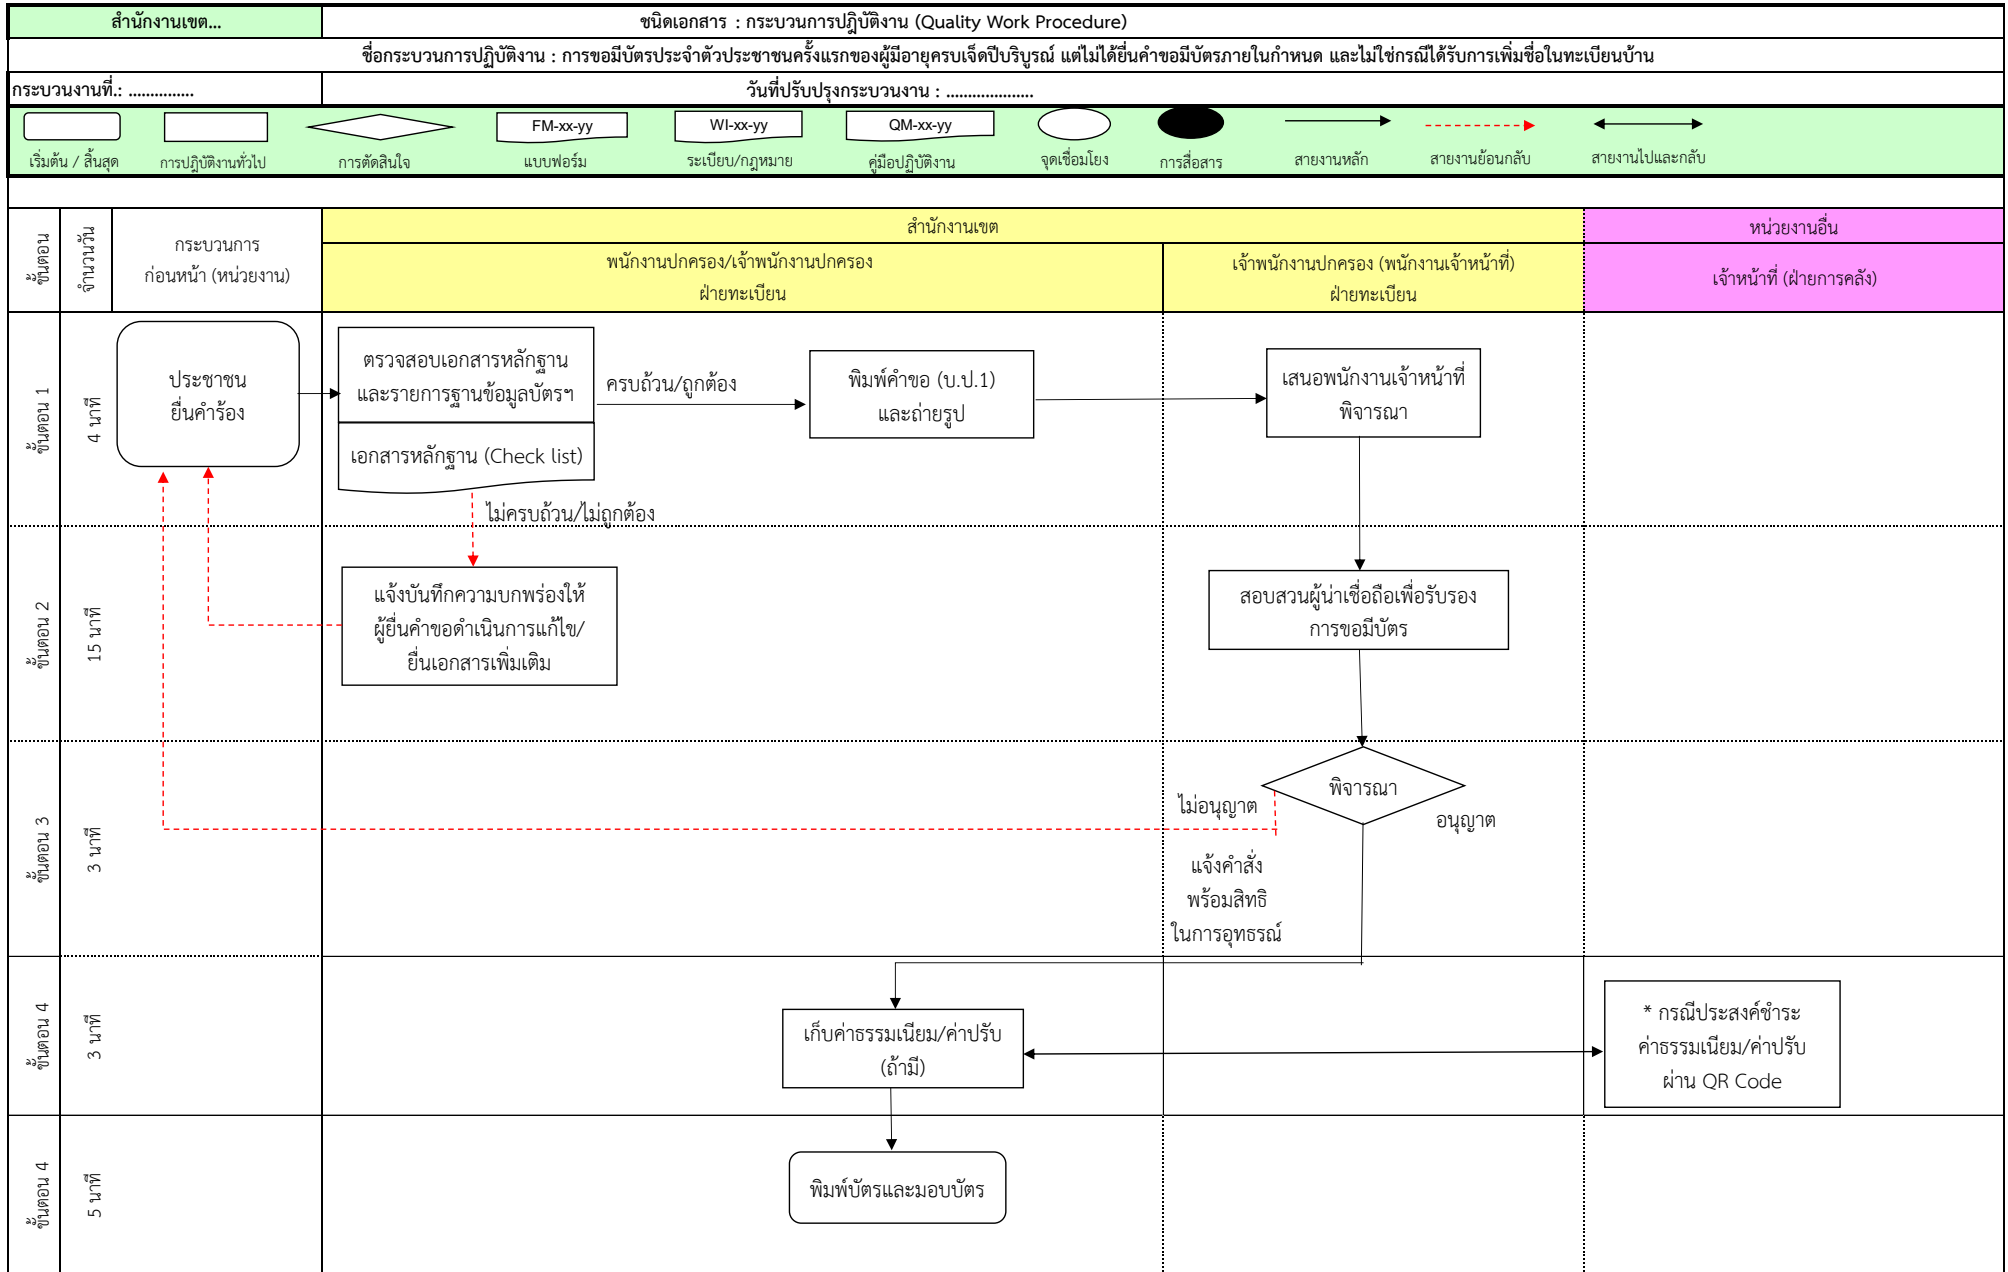 สำนักงานเขต...
ชนิดเอกสาร : กระบวนการปฏิบัติงาน (Quality Work Procedure)
ชื่อกระบวนการปฏิบัติงาน : การขอมีบัตรประจำตัวประชาชนครั้งแรกของผู้มีอายุครบเจ็ดปีบริบูรณ์ แต่ไม่ได้ยื่นคำขอมีบัตรภายในกำหนด และไม่ใช่กรณีได้รับการเพิ่มชื่อในทะเบียนบ้าน
กระบวนงานที่.: ...............
วันที่ปรับปรุงกระบวนงาน : ....................
FM-xx-yy
WI-xx-yy
QM-xx-yy
เริ่มต้น / สิ้นสุด
การปฏิบัติงานทั่วไป
การตัดสินใจ
แบบฟอร์ม
ระเบียบ/กฎหมาย
คู่มือปฏิบัติงาน
จุดเชื่อมโยง
การสื่อสาร
สายงานหลัก
สายงานย้อนกลับ
สายงานไปและกลับ
ขั้นตอน
จำนวนวัน
กระบวนการ
ก่อนหน้า (หน่วยงาน)
สำนักงานเขต
พนักงานปกครอง/เจ้าพนักงานปกครอง
ฝ่ายทะเบียน
เจ้าพนักงานปกครอง (พนักงานเจ้าหน้าที่)
ฝ่ายทะเบียน
หน่วยงานอื่น
เจ้าหน้าที่ (ฝ่ายการคลัง)
ขั้นตอน 1
4 นาที
ประชาชน
ยื่นคำร้อง
ตรวจสอบเอกสารหลักฐาน
และรายการฐานข้อมูลบัตรฯ
เอกสารหลักฐาน (Check list)
ครบถ้วน/ถูกต้อง
พิมพ์คำขอ (บ.ป.1)
และถ่ายรูป
เสนอพนักงานเจ้าหน้าที่
พิจารณา
ไม่ครบถ้วน/ไม่ถูกต้อง
ขั้นตอน 2
15 นาที
แจ้งบันทึกความบกพร่องให้
ผู้ยื่นคำขอดำเนินการแก้ไข/
ยื่นเอกสารเพิ่มเติม
สอบสวนผู้น่าเชื่อถือเพื่อรับรอง
การขอมีบัตร
ขั้นตอน 3
3 นาที
พิจารณา
ไม่อนุญาต
อนุญาต
แจ้งคำสั่ง
พร้อมสิทธิ
ในการอุทธรณ์
ขั้นตอน 4
3 นาที
เก็บค่าธรรมเนียม/ค่าปรับ
(ถ้ามี)
* กรณีประสงค์ชำระ
ค่าธรรมเนียม/ค่าปรับ
ผ่าน QR Code
ขั้นตอน 4
5 นาที
พิมพ์บัตรและมอบบัตร